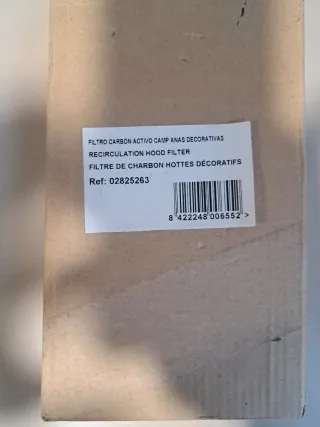 FILTRO CARBON ACTIVO CAMP ANAS DECORATIVAS
RECIRCULATION HOOD FILTER
FILTRE DE CHARBON HOTTES DÉCORATIFS
Ref: 02825263
8 422248 006552 >